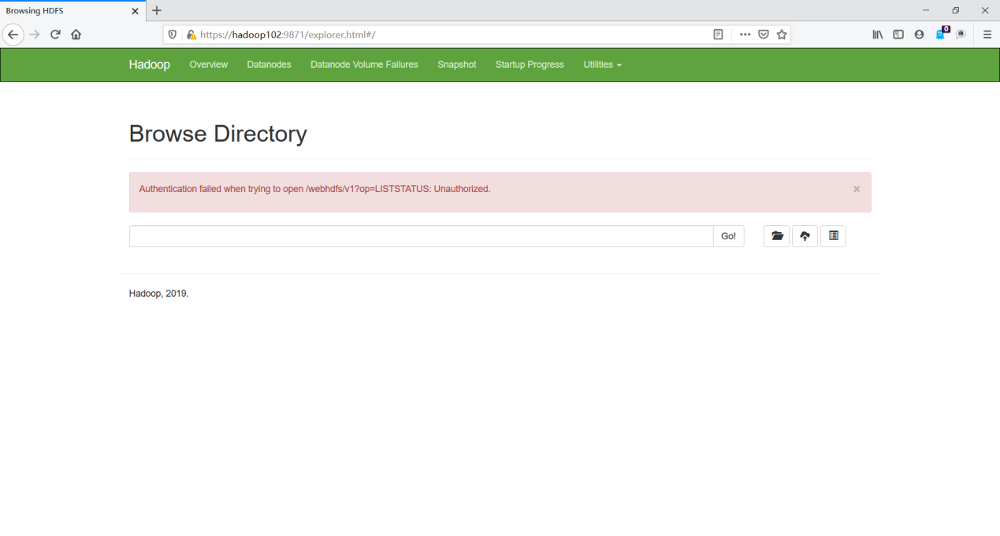 Browsing HDFS
0
https://hadoop102:9871/explorer.html#/
Hadoop Overview Datanodes Datanode Volume Failures Snapshot Startup Progress Utilities
Browse Directory
Authentication failed when trying to open /webhdfs/v1?op=LISTSTATUS: Unauthorized.
Go!
Hadoop, 2019.